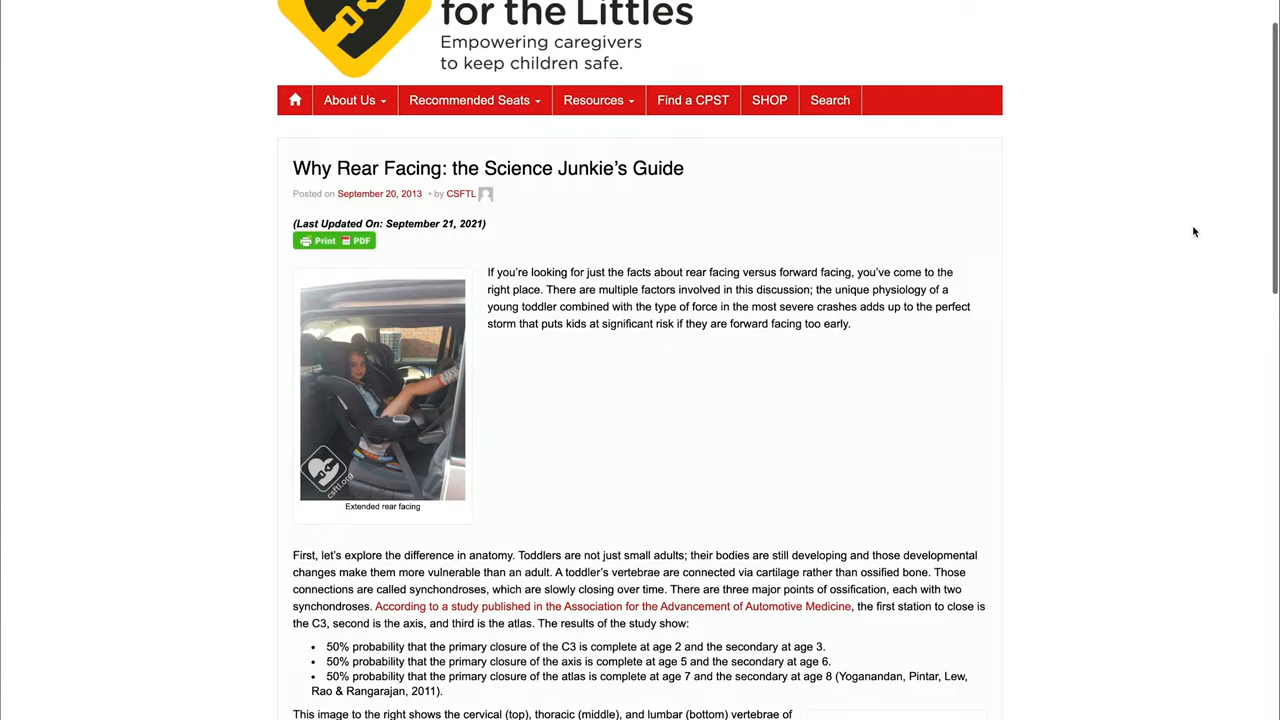 for the Littles
Empowering caregivers
to keep children safe.
About Us
Recommended Seats
Resources
Find a CPST
SHOP
Search
Why Rear Facing: the Science Junkie's Guide
Posted on September 20, 2013 • by CSFTL
(Last Updated On: September 21, 2021)
Print PDF
If you're looking for just the facts about rear facing versus forward facing, you've come to the
right place. There are multiple factors involved in this discussion; the unique physiology of a
young toddler combined with the type of force in the most severe crashes adds up to the perfect
storm that puts kids at significant risk if they are forward facing too early.
csftl.org
Extended rear facing
First, let's explore the difference in anatomy. Toddlers are not just small adults; their bodies are still developing and those developmental
changes make them more vulnerable than an adult. A toddler's vertebrae are connected via cartilage rather than ossified bone. Those
connections are called synchondroses, which are slowly closing over time. There are three major points of ossification, each with two
synchondroses. According to a study published in the Association for the Advancement of Automotive Medicine, the first station to close is
the C3, second is the axis, and third is the atlas. The results of the study show:
• 50% probability that the primary closure of the C3 is complete at age 2 and the secondary at age 3.
• 50% probability that the primary closure of the axis is complete at age 5 and the secondary at age 6.
• 50% probability that the primary closure of the atlas is complete at age 7 and the secondary at age 8 (Yoganandan, Pintar, Lew,
Rao & Rangarajan, 2011).
This image to the right shows the cervical (top), thoracic (middle), and lumbar (bottom) vertebrae of